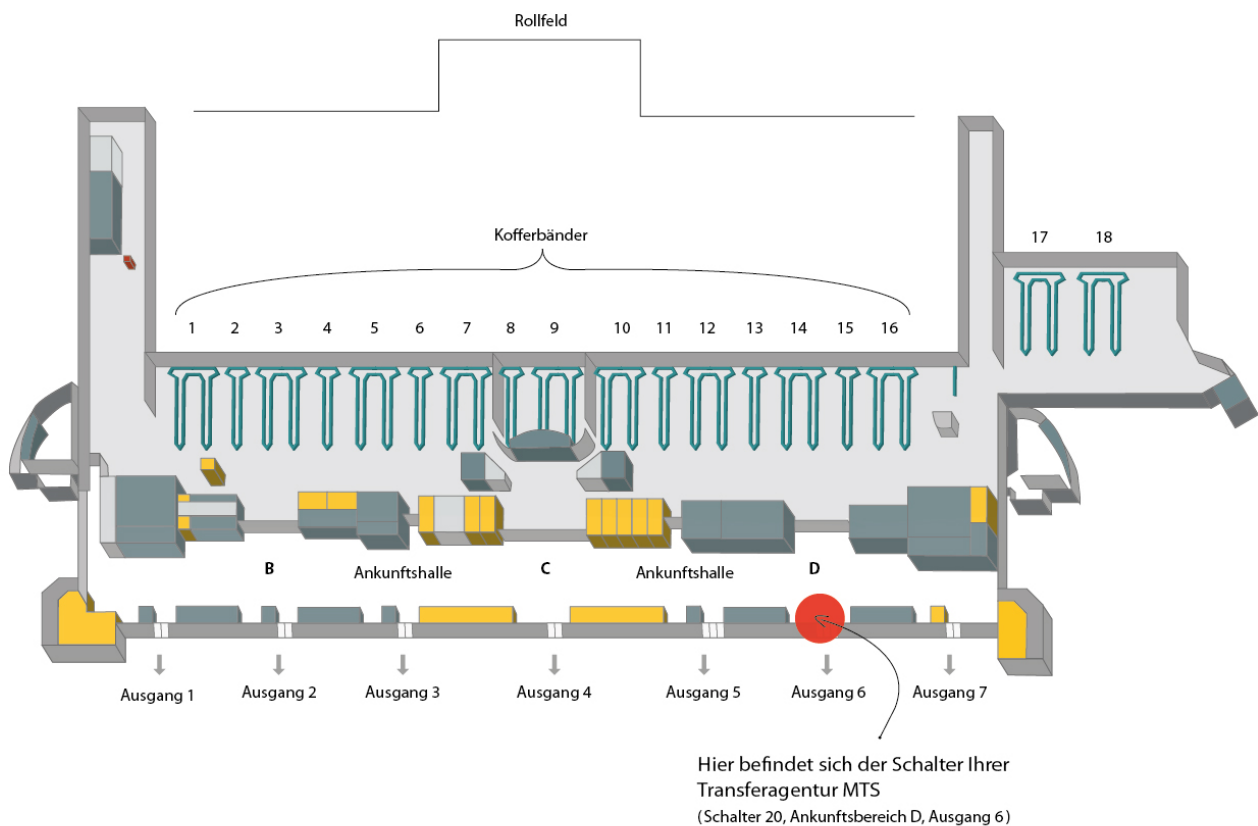 Rollfeld
Kofferbänder
17 18
1 2 3 4 5 6 7 8 9 10 11 12 13 14 15 16
B Ankunftshalle C Ankunftshalle D
Ausgang 1 Ausgang 2 Ausgang 3 Ausgang 4 Ausgang 5 Ausgang 6 Ausgang 7
Hier befindet sich der Schalter Ihrer
Transferagentur MTS
(Schalter 20, Ankunftsbereich D, Ausgang 6)